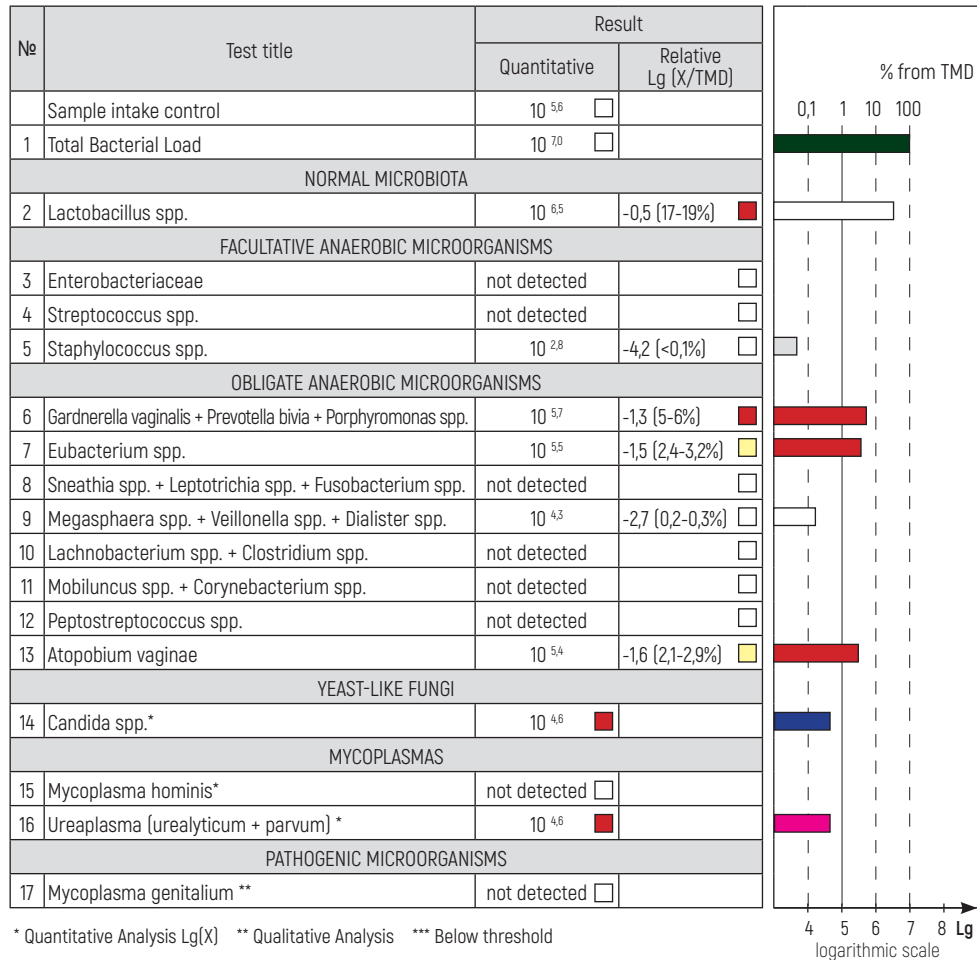 № Test title Result
Quantitative Relative Lg (X/TMD)
% from TMD
0,1 1 10 100
Sample intake control 10 5,6
1 Total Bacterial Load 10 7,0
NORMAL MICROBIOTA
2 Lactobacillus spp. 10 6,5 -0,5 (17-19%)
FACULTATIVE ANAEROBIC MICROORGANISMS
3 Enterobacteriaceae not detected
4 Streptococcus spp. not detected
5 Staphylococcus spp. 10 2,8 -4,2 (<0,1%)
OBLIGATE ANAEROBIC MICROORGANISMS
6 Gardnerella vaginalis + Prevotella bivia + Porphyromonas spp. 10 5,7 -1,3 (5-6%)
7 Eubacterium spp. 10 5,5 -1,5 (2,4-3,2%)
8 Sneathia spp. + Leptotrichia spp. + Fusobacterium spp. not detected
9 Megasphaera spp. + Veillonella spp. + Dialister spp. 10 4,3 -2,7 (0,2-0,3%)
10 Lachnobacterium spp. + Clostridium spp. not detected
11 Mobiluncus spp. + Corynebacterium spp. not detected
12 Peptostreptococcus spp. not detected
13 Atopobium vaginae 10 5,4 -1,6 (2,1-2,9%)
YEAST-LIKE FUNGI
14 Candida spp.* 10 4,6
MYCOPLASMAS
15 Mycoplasma hominis* not detected
16 Ureaplasma (urealyticum + parvum) * 10 4,6
PATHOGENIC MICROORGANISMS
17 Mycoplasma genitalium ** not detected
4 5 6 7 8 Lg
logarithmic scale
* Quantitative Analysis Lg(X) ** Qualitative Analysis *** Below threshold